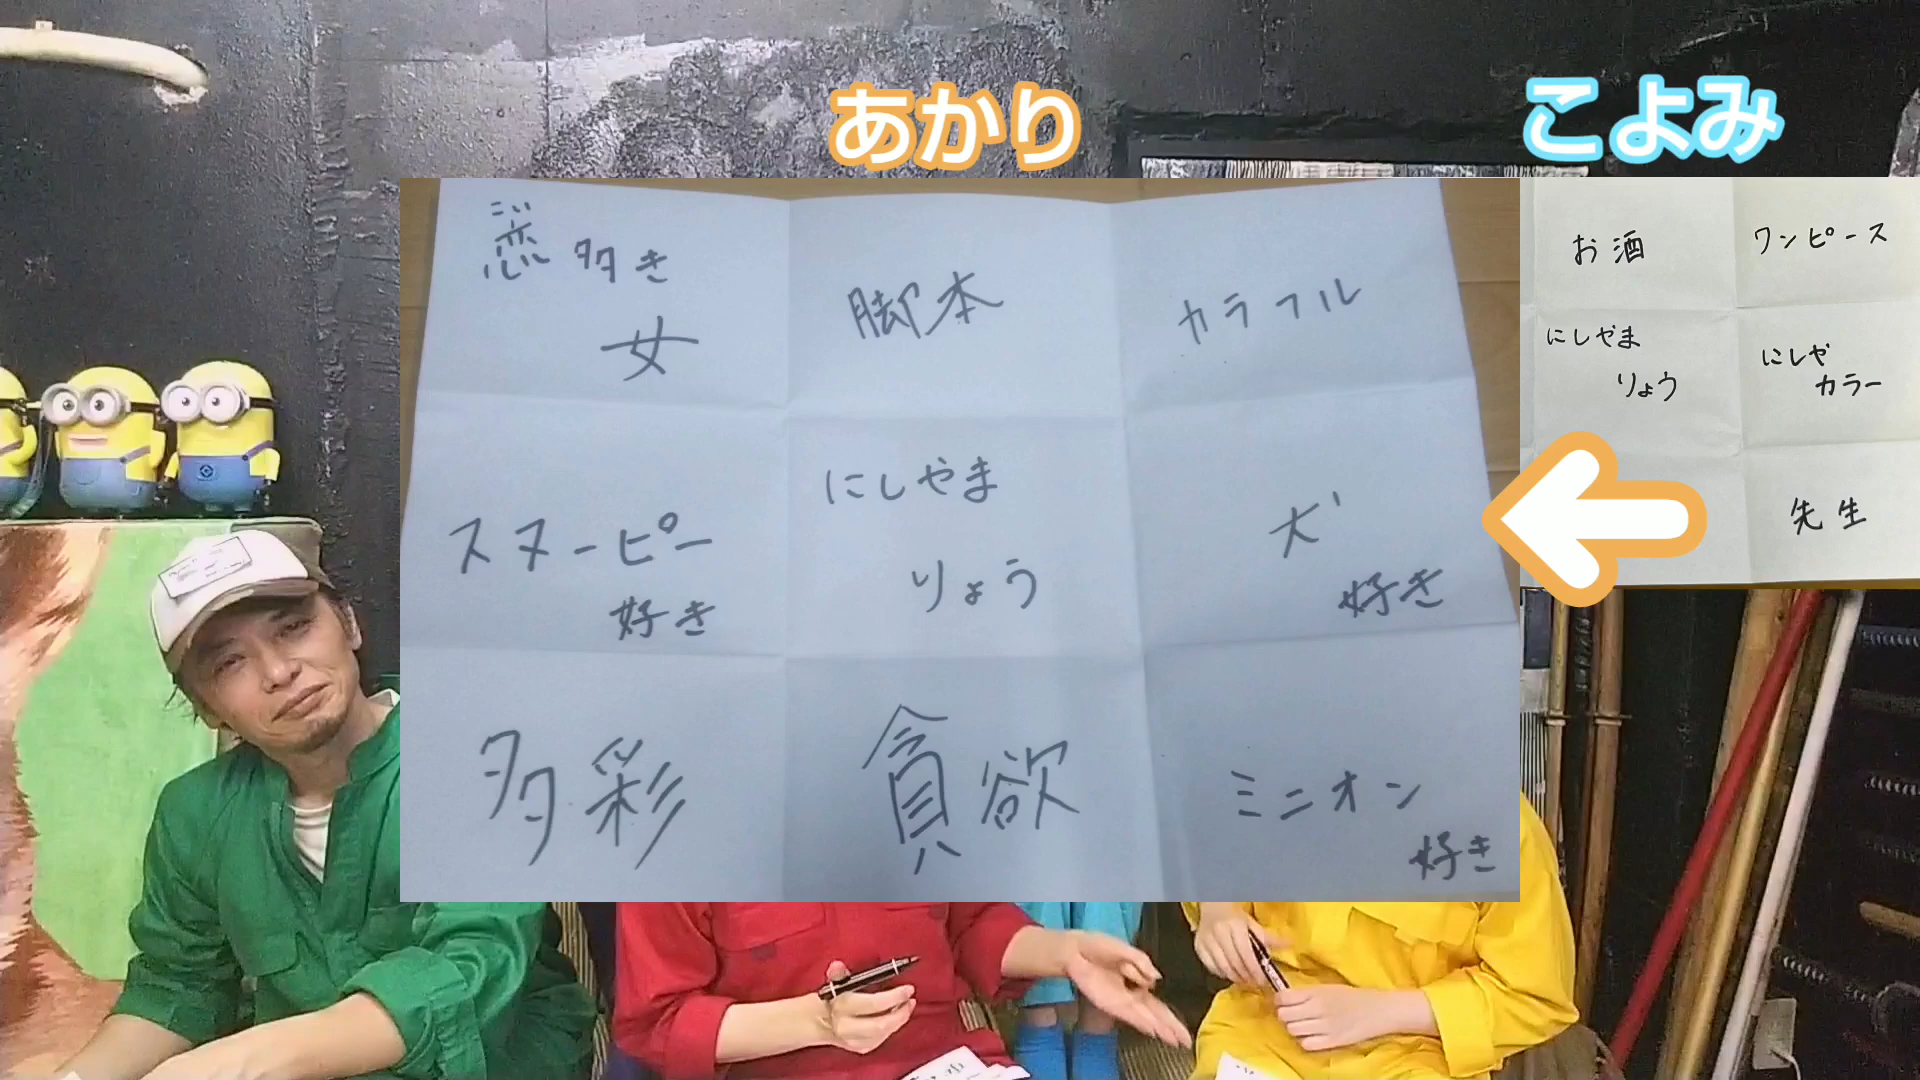 あかり
こよみ
こい
恋多き
女
脚本
カラフル
スヌーピー
好き
にしやま
りょう
犬
好き
多彩
貪欲
ミニオン
好き
お酒
ワンピース
にしやま
りょう
にしや
カラー
先生